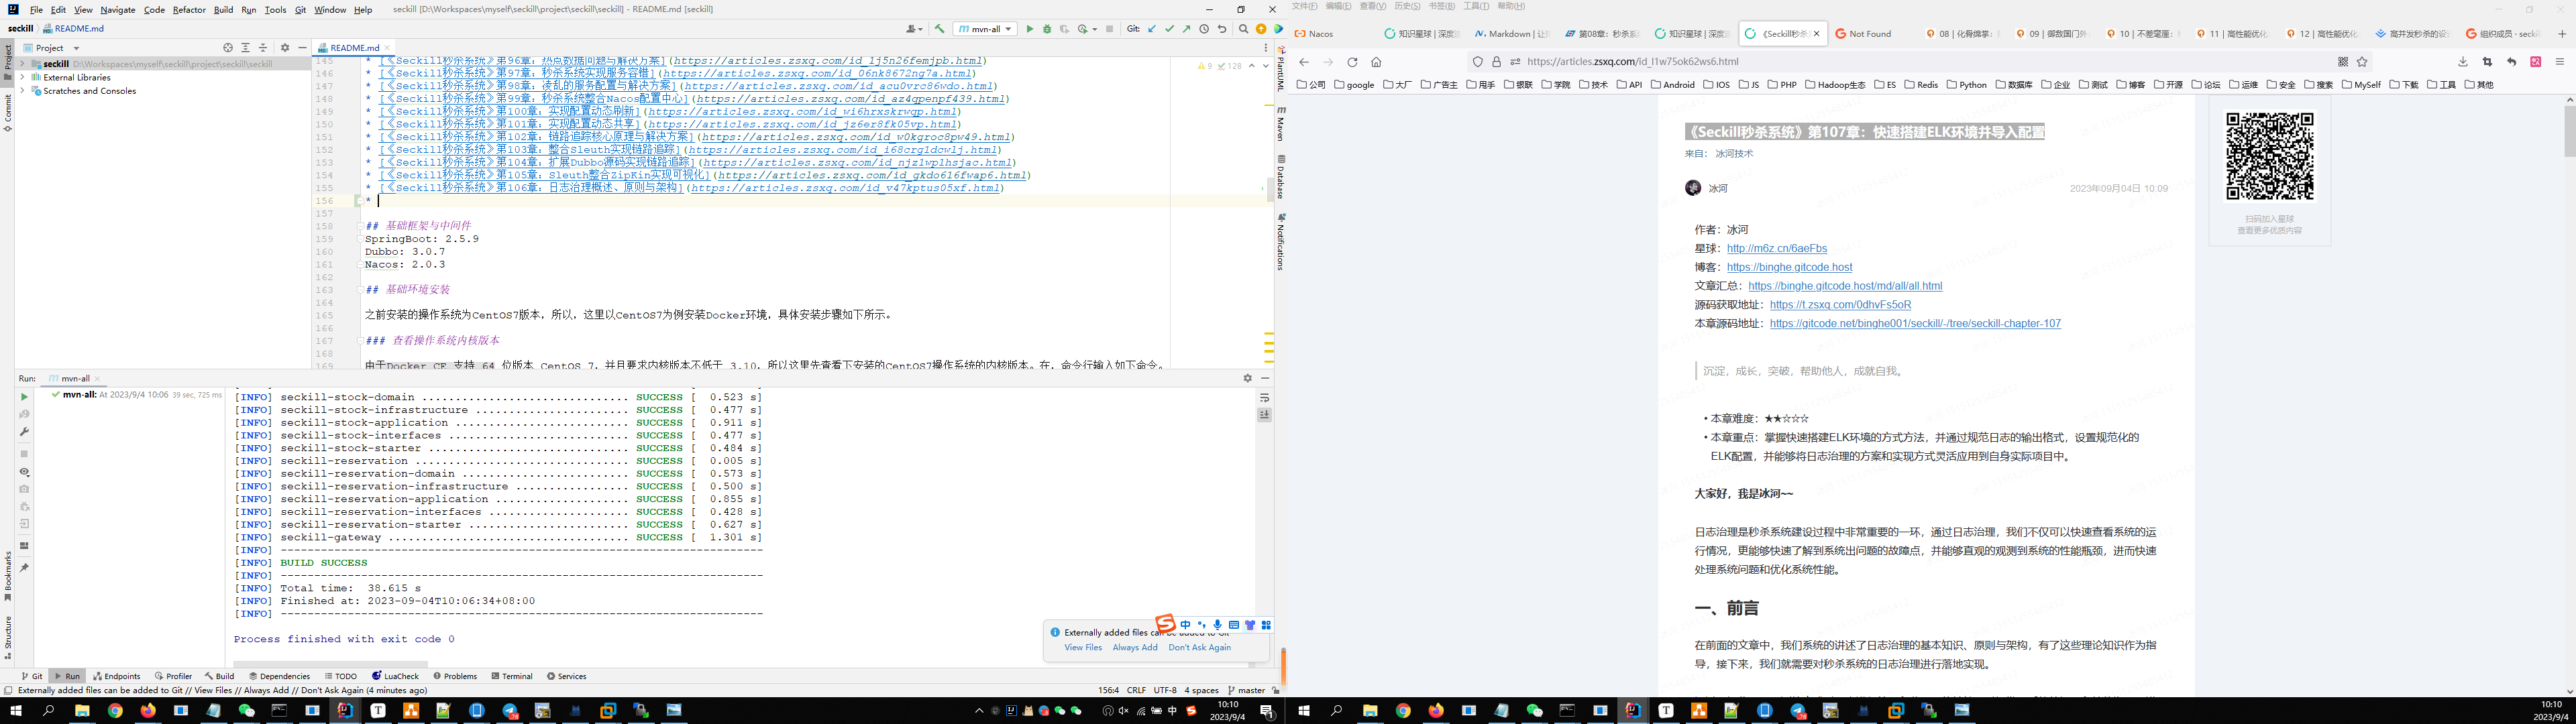 File Edit View Navigate Code Refactor Build Run Tools Git Window Help seckill [D:\Workspaces\myself\seckill\project\seckill\seckill] - README.md [seckill]
seckill README.md mvn-all Git:
Project README.md
seckill D:\Workspaces\myself\seckill\project\seckill\seckill
External Libraries
Scratches and Consoles
9 128
145 * [《Seckill秒杀系统》第96章：热点数据问题与解决方案](https://articles.zsxq.com/id_1j5n26femjpb.html)
146 * [《Seckill秒杀系统》第97章：秒杀系统实现服务容错](https://articles.zsxq.com/id_06nk8672ng7a.html)
147 * [《Seckill秒杀系统》第98章：凌乱的服务配置与解决方案](https://articles.zsxq.com/id_acu0vrc86wdo.html)
148 * [《Seckill秒杀系统》第99章：秒杀系统整合Nacos配置中心](https://articles.zsxq.com/id_az4qpenpf439.html)
149 * [《Seckill秒杀系统》第100章：实现配置动态刷新](https://articles.zsxq.com/id_wi6hrxskrwgp.html)
150 * [《Seckill秒杀系统》第101章：实现配置动态共享](https://articles.zsxq.com/id_jz6er8fk05vp.html)
151 * [《Seckill秒杀系统》第102章：链路追踪核心原理与解决方案](https://articles.zsxq.com/id_w0kgroc8pw49.html)
152 * [《Seckill秒杀系统》第103章：整合Sleuth实现链路追踪](https://articles.zsxq.com/id_i68crg1dcwlj.html)
153 * [《Seckill秒杀系统》第104章：扩展Dubbo源码实现链路追踪](https://articles.zsxq.com/id_njz1wp1hsjac.html)
154 * [《Seckill秒杀系统》第105章：Sleuth整合ZipKin实现可视化](https://articles.zsxq.com/id_gkdo616fwap6.html)
155 * [《Seckill秒杀系统》第106章：日志治理概述、原则与架构](https://articles.zsxq.com/id_v47kptus05xf.html)
156 *
157
158 ## 基础框架与中间件
159 SpringBoot: 2.5.9
160 Dubbo: 3.0.7
161 Nacos: 2.0.3
162
163 ## 基础环境安装
164
165 之前安装的操作系统为CentOS7版本，所以，这里以CentOS7为例安装Docker环境，具体安装步骤如下所示。
166
167 ### 查看操作系统内核版本
168
169 由于Docker CE 支持 64 位版本 CentOS 7，并且要求内核版本不低于 3.10，所以这里先查看下安装的CentOS7操作系统的内核版本。在，命令行输入如下命令。
Project
Commit
Bookmarks
Structure
PlantUML
Maven
Database
Notifications
Run: mvn-all
mvn-all: At 2023/9/4 10:06 39 sec, 725 ms
[INFO] seckill-stock-domain ............................... SUCCESS [ 0.523 s]
[INFO] seckill-stock-infrastructure ....................... SUCCESS [ 0.477 s]
[INFO] seckill-stock-application .......................... SUCCESS [ 0.911 s]
[INFO] seckill-stock-interfaces ........................... SUCCESS [ 0.477 s]
[INFO] seckill-stock-starter .............................. SUCCESS [ 0.484 s]
[INFO] seckill-reservation ................................ SUCCESS [ 0.005 s]
[INFO] seckill-reservation-domain ......................... SUCCESS [ 0.573 s]
[INFO] seckill-reservation-infrastructure ................. SUCCESS [ 0.500 s]
[INFO] seckill-reservation-application .................... SUCCESS [ 0.855 s]
[INFO] seckill-reservation-interfaces ..................... SUCCESS [ 0.428 s]
[INFO] seckill-reservation-starter ........................ SUCCESS [ 0.627 s]
[INFO] seckill-gateway .................................... SUCCESS [ 1.301 s]
[INFO] ------------------------------------------------------------------------
[INFO] BUILD SUCCESS
[INFO] ------------------------------------------------------------------------
[INFO] Total time: 38.615 s
[INFO] Finished at: 2023-09-04T10:06:34+08:00
[INFO] ------------------------------------------------------------------------
Process finished with exit code 0
Externally added files can be added to Git
View Files Always Add Don't Ask Again
中
Git Run Endpoints Profiler Build Dependencies TODO LuaCheck Problems Terminal Services
Externally added files can be added to Git // View Files // Always Add // Don't Ask Again (4 minutes ago) 156:4 CRLF UTF-8 4 spaces master
中 10:10
2023/9/4
文件(F) 编辑(E) 查看(V) 历史(S) 书签(B) 工具(T) 帮助(H)
Nacos 知识星球 | 深度 Markdown | 让 第08章：秒杀系 知识星球 | 深度 《Seckill秒杀 Not Found 08 | 化骨绵掌： 09 | 御敌国门外 10 | 不差毫厘： 11 | 高性能优化 12 | 高性能优化 高并发秒杀的设 组织成员 · seckil
https://articles.zsxq.com/id_l1w75ok62ws6.html
公司 google 大厂 广告主 甩手 银联 学院 技术 API Android IOS JS PHP Hadoop生态 ES Redis Python 数据库 企业 测试 博客 开源 论坛 运维 安全 搜索 MySelf 下载 工具 其他
《Seckill秒杀系统》第107章：快速搭建ELK环境并导入配置
来自： 冰河技术
冰河 2023年09月04日 10:09
扫码加入星球
查看更多优质内容
作者：冰河
星球：http://m6z.cn/6aeFbs
博客：https://binghe.gitcode.host
文章汇总：https://binghe.gitcode.host/md/all/all.html
源码获取地址：https://t.zsxq.com/0dhvFs5oR
本章源码地址：https://gitcode.net/binghe001/seckill/-/tree/seckill-chapter-107
沉淀，成长，突破，帮助他人，成就自我。
• 本章难度：★★☆☆☆
• 本章重点：掌握快速搭建ELK环境的方式方法，并通过规范日志的输出格式，设置规范化的
ELK配置，并能够将日志治理的方案和实现方式灵活应用到自身实际项目中。
大家好，我是冰河~~
日志治理是秒杀系统建设过程中非常重要的一环，通过日志治理，我们不仅可以快速查看系统的运
行情况，更能够快速了解到系统出问题的故障点，并能够直观的观测到系统的性能瓶颈，进而快速
处理系统问题和优化系统性能。
一、前言
在前面的文章中，我们系统的讲述了日志治理的基本知识、原则与架构，有了这些理论知识作为指
导，接下来，我们就需要对秒杀系统的日志治理进行落地实现。
10:10
2023/9/4